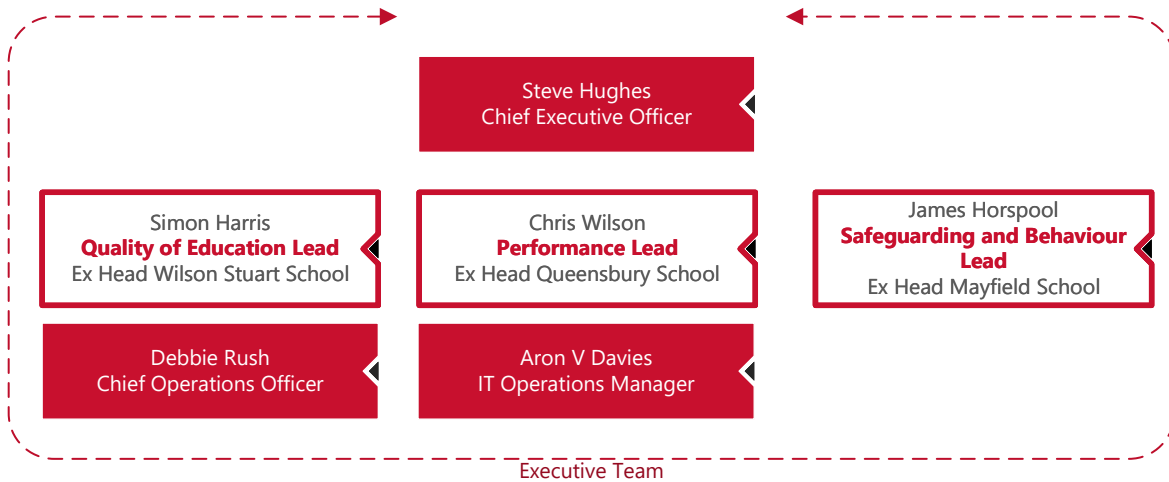 Steve Hughes
Chief Executive Officer
Simon Harris
Quality of Education Lead
Ex Head Wilson Stuart School
Chris Wilson
Performance Lead
Ex Head Queensbury School
James Horspool
Safeguarding and Behaviour
Lead
Ex Head Mayfield School
Debbie Rush
Chief Operations Officer
Aron V Davies
IT Operations Manager
Executive Team